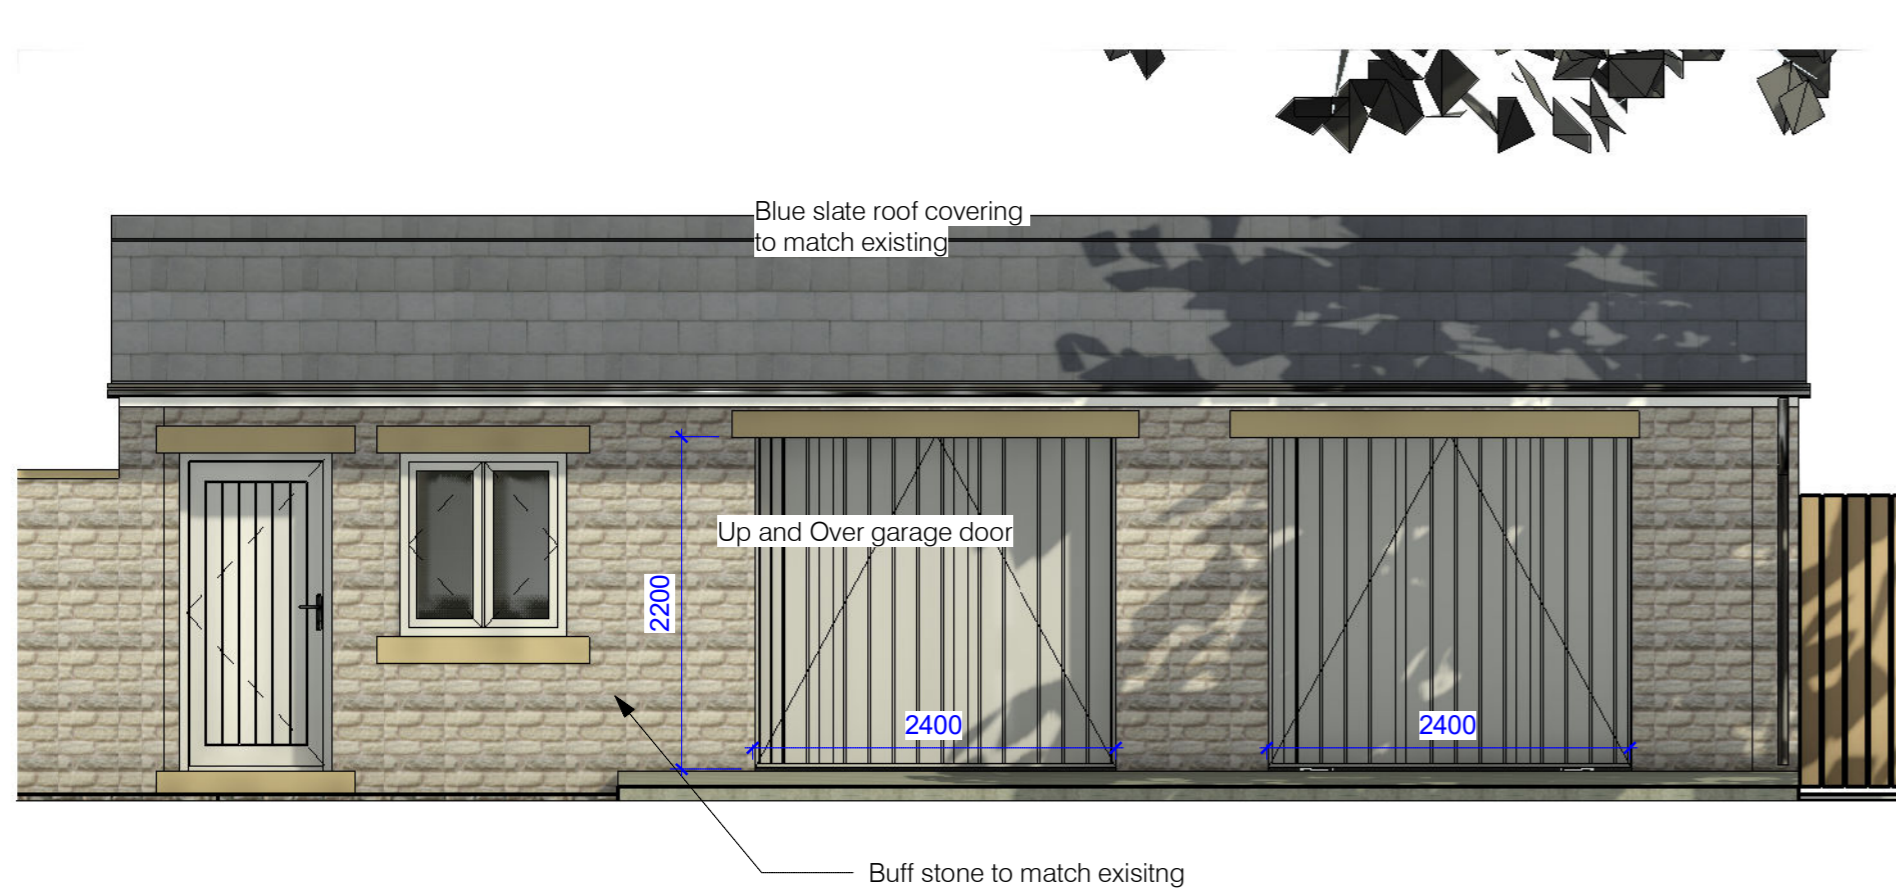 Blue slate roof covering
to match existing
Up and Over garage door
2200
2400
2400
Buff stone to match exisitng